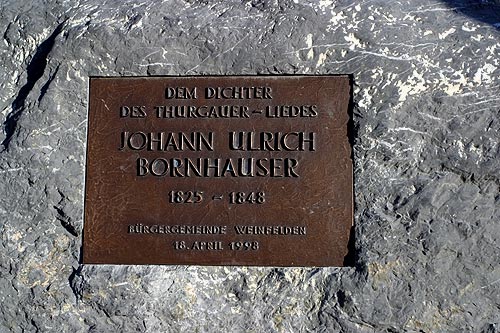 DEM DICHTER
DES THURGAUER-LIEDES
JOHANN ULRICH
BORNHAUSER
1825 - 1848
BÜRGERGEMEINDE WEINFELDEN
18. APRIL 1998